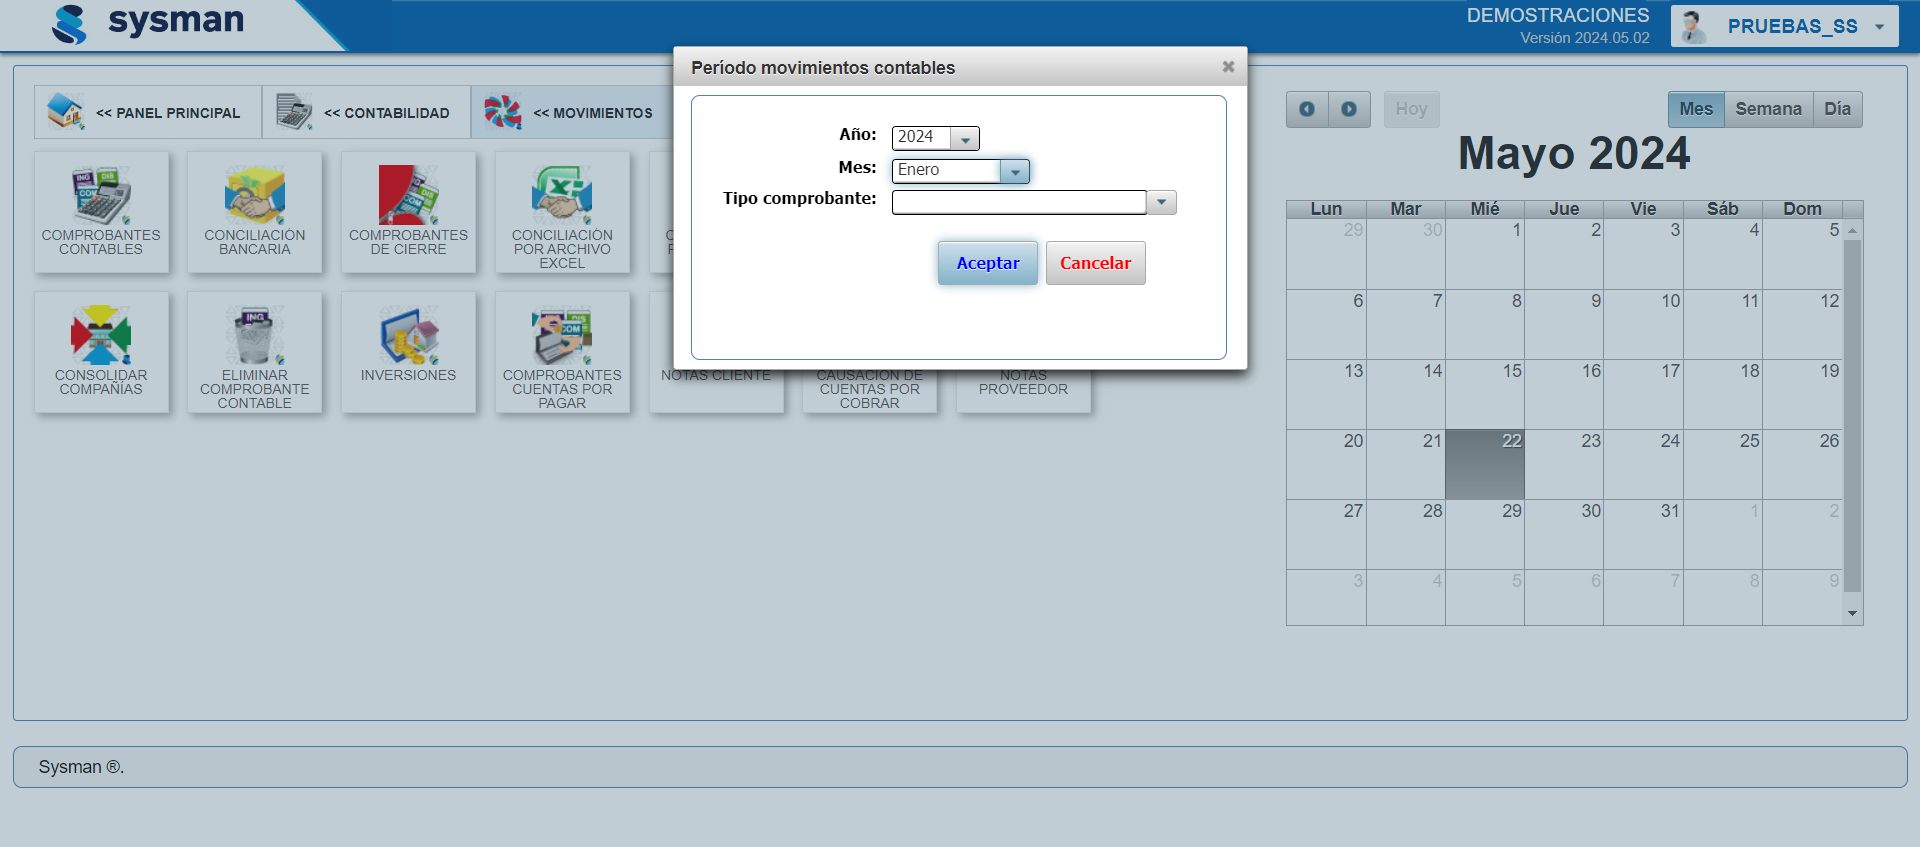 sysman
DEMOSTRACIONES
Versión 2024.05.02
PRUEBAS_SS
Período movimientos contables
Año:
2024
Mes:
Enero
Tipo comprobante:
Aceptar
Cancelar
<< PANEL PRINCIPAL
<< CONTABILIDAD
<< MOVIMIENTOS
COMPROBANTES
CONTABLES
CONCILIACIÓN
BANCARIA
COMPROBANTES
DE CIERRE
CONCILIACIÓN
POR ARCHIVO
EXCEL
CONSOLIDAR
COMPAÑÍAS
ELIMINAR
COMPROBANTE
CONTABLE
INVERSIONES
COMPROBANTES
CUENTAS POR
PAGAR
NOTAS CLIENTE
CAUSACION DE
CUENTAS POR
COBRAR
NOTAS
PROVEEDOR
Hoy
Mes Semana Día
Mayo 2024
Lun Mar Mié Jue Vie Sáb Dom
29 30 1 2 3 4 5
6 7 8 9 10 11 12
13 14 15 16 17 18 19
20 21 22 23 24 25 26
27 28 29 30 31 1 2
3 4 5 6 7 8 9
Sysman ®.